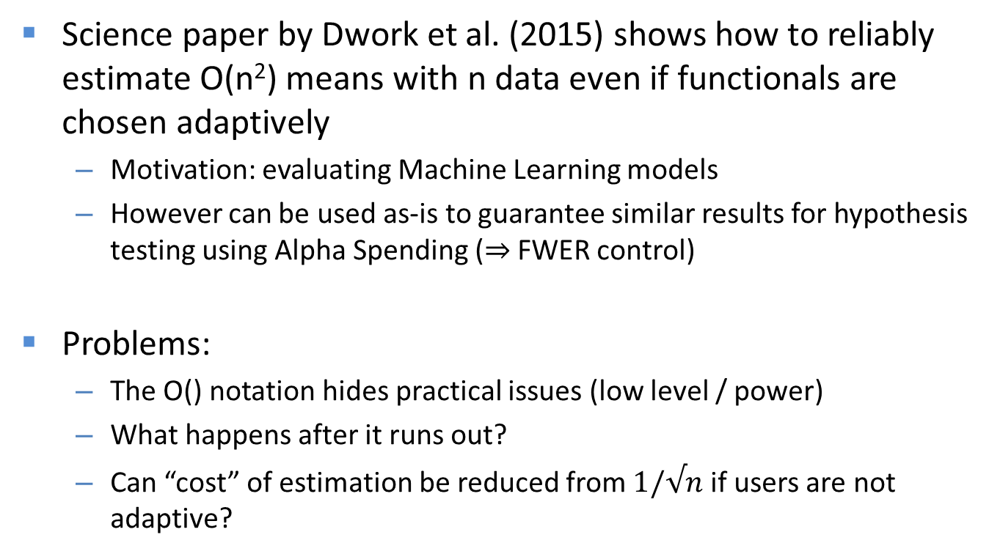 ▪ Science paper by Dwork et al. (2015) shows how to reliably
estimate O(n²) means with n data even if functionals are
chosen adaptively
– Motivation: evaluating Machine Learning models
– However can be used as-is to guarantee similar results for hypothesis
testing using Alpha Spending (⇒ FWER control)
▪ Problems:
– The O() notation hides practical issues (low level / power)
– What happens after it runs out?
– Can “cost” of estimation be reduced from 1/√n if users are not
adaptive?